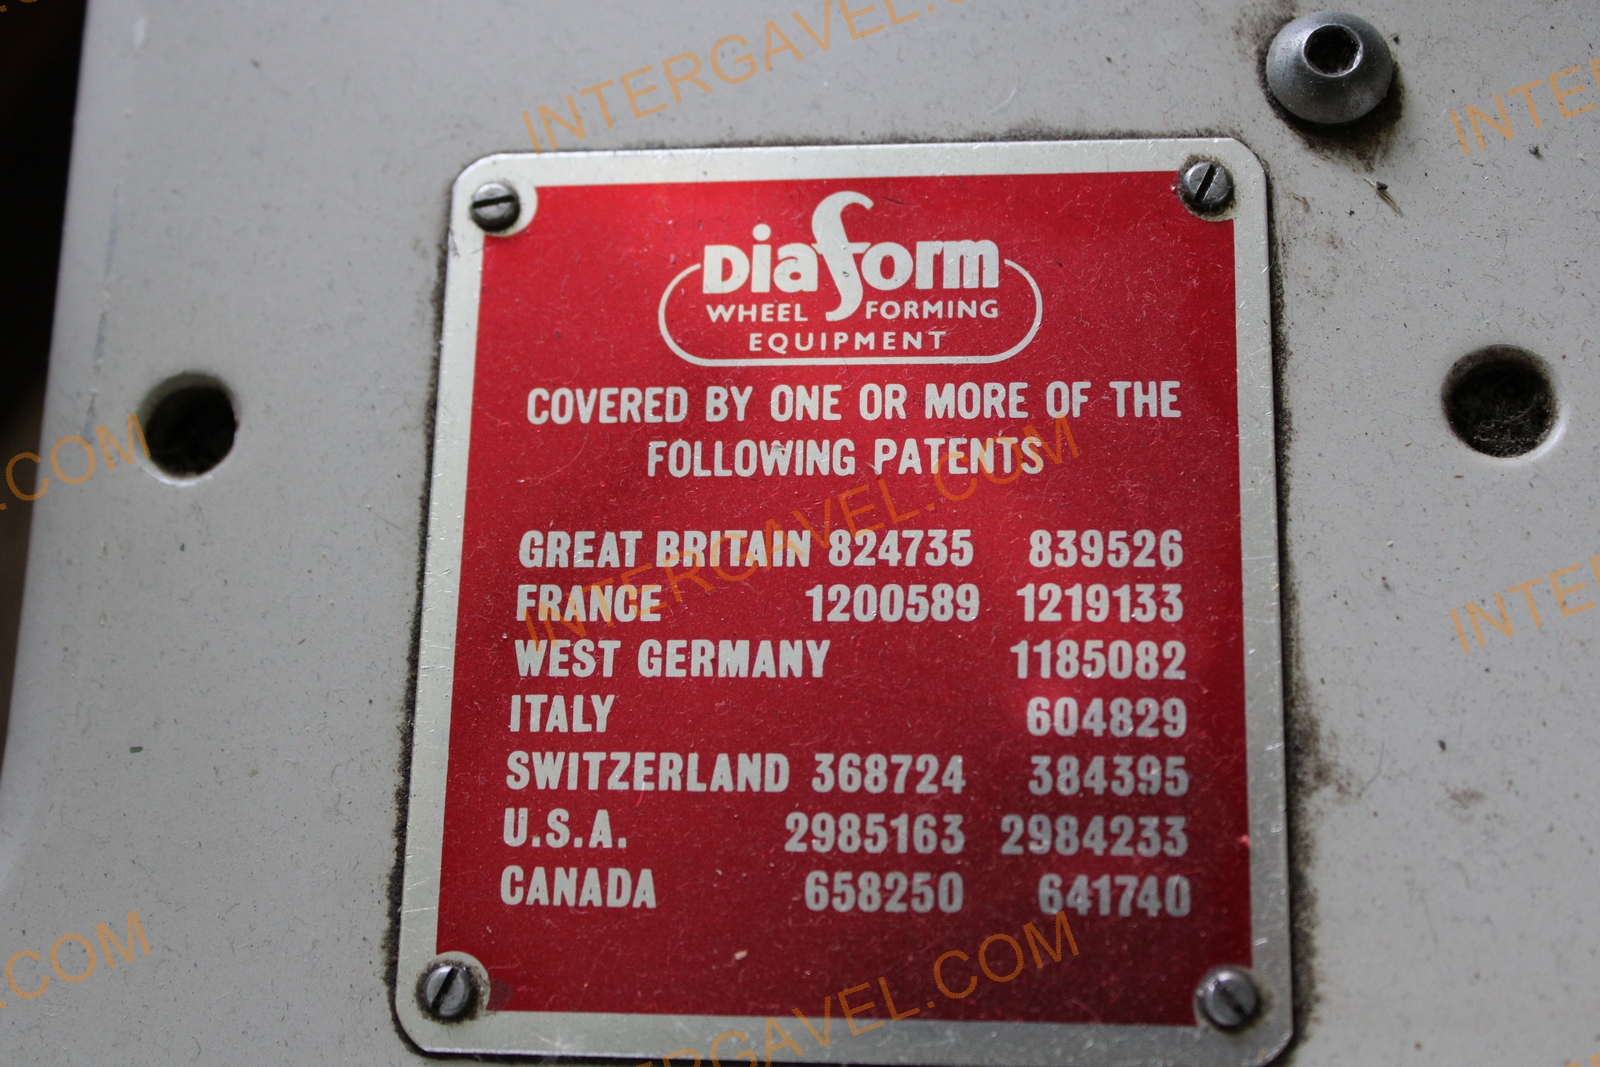 INTERGAVEL.COM
Diaform
WHEEL FORMING
EQUIPMENT
COVERED BY ONE OR MORE OF THE
FOLLOWING PATENTS
GREAT BRITAIN 824735 839526
FRANCE 1200589 1219133
WEST GERMANY 1185082
ITALY 604829
SWITZERLAND 368724 384395
U.S.A. 2985163 2984233
CANADA 658250 641740
INTERGAVEL.COM
INTERGAVEL.COM